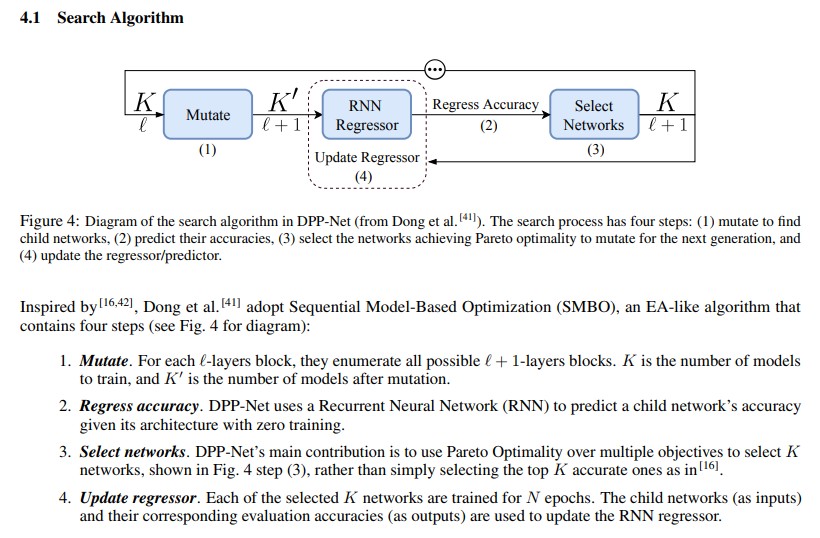 4.1 Search Algorithm
K
ℓ
Mutate
(1)
K′
ℓ + 1
RNN
Regressor
Update Regressor
(4)
Regress Accuracy
(2)
Select
Networks
(3)
K
ℓ + 1
Figure 4: Diagram of the search algorithm in DPP-Net (from Dong et al.[41]). The search process has four steps: (1) mutate to find
child networks, (2) predict their accuracies, (3) select the networks achieving Pareto optimality to mutate for the next generation, and
(4) update the regressor/predictor.
Inspired by[16,42], Dong et al.[41] adopt Sequential Model-Based Optimization (SMBO), an EA-like algorithm that
contains four steps (see Fig. 4 for diagram):
1. Mutate. For each ℓ-layers block, they enumerate all possible ℓ + 1-layers blocks. K is the number of models
to train, and K′ is the number of models after mutation.
2. Regress accuracy. DPP-Net uses a Recurrent Neural Network (RNN) to predict a child network's accuracy
given its architecture with zero training.
3. Select networks. DPP-Net's main contribution is to use Pareto Optimality over multiple objectives to select K
networks, shown in Fig. 4 step (3), rather than simply selecting the top K accurate ones as in[16].
4. Update regressor. Each of the selected K networks are trained for N epochs. The child networks (as inputs)
and their corresponding evaluation accuracies (as outputs) are used to update the RNN regressor.